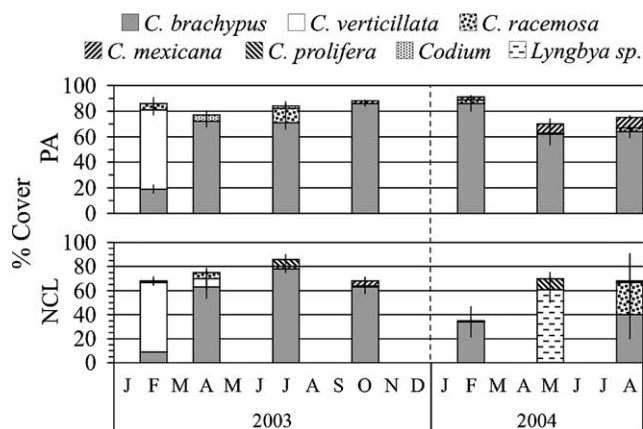 C. brachypus C. verticillata C. racemosa
C. mexicana C. prolifera Codium Lyngbya sp.
% Cover
PA
100
80
60
40
20
0
NCL
100
80
60
40
20
0
J F M A M J J A S O N D J F M A M J J A
2003 2004